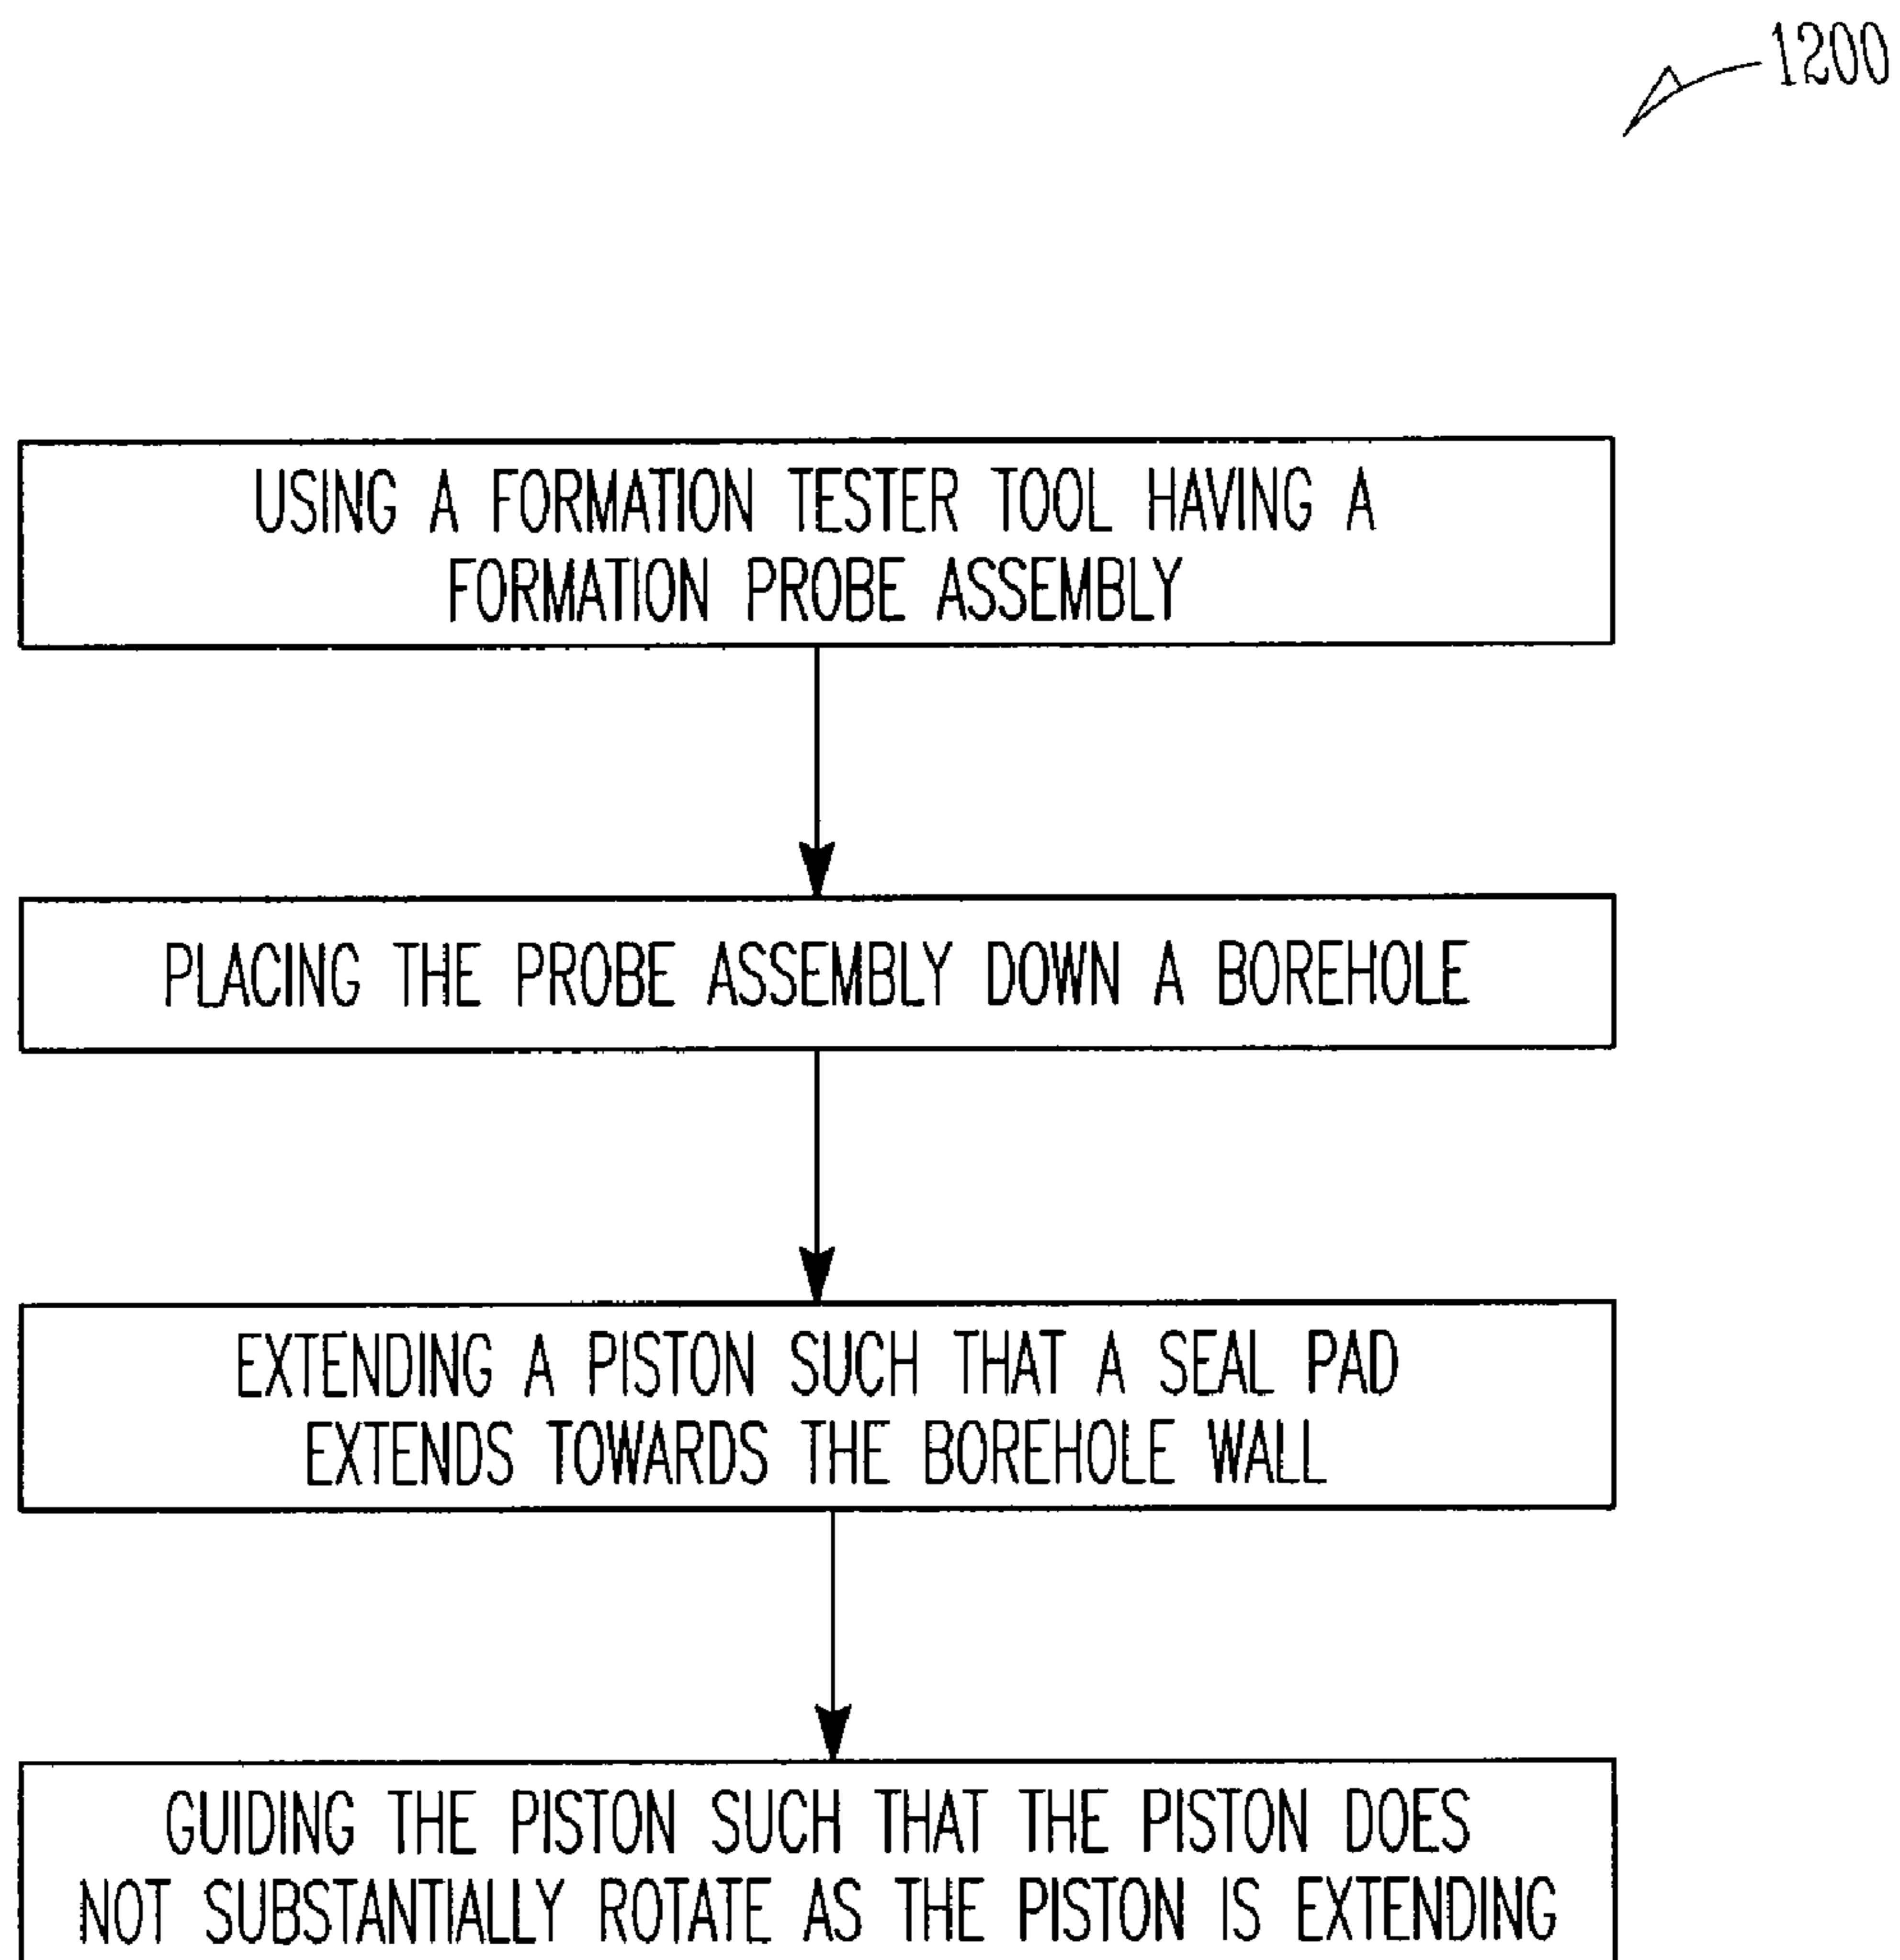 1200
USING A FORMATION TESTER TOOL HAVING A
FORMATION PROBE ASSEMBLY
PLACING THE PROBE ASSEMBLY DOWN A BOREHOLE
EXTENDING A PISTON SUCH THAT A SEAL PAD
EXTENDS TOWARDS THE BOREHOLE WALL
GUIDING THE PISTON SUCH THAT THE PISTON DOES
NOT SUBSTANTIALLY ROTATE AS THE PISTON IS EXTENDING